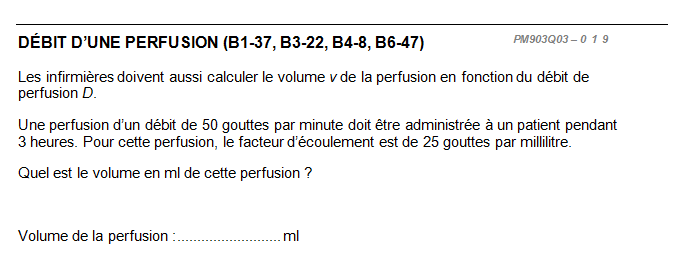 DÉBIT D'UNE PERFUSION (B1-37, B3-22, B4-8, B6-47)
PM903Q03 – 0 1 9
Les infirmières doivent aussi calculer le volume v de la perfusion en fonction du débit de
perfusion D.
Une perfusion d'un débit de 50 gouttes par minute doit être administrée à un patient pendant
3 heures. Pour cette perfusion, le facteur d'écoulement est de 25 gouttes par millilitre.
Quel est le volume en ml de cette perfusion ?
Volume de la perfusion :.......................... ml